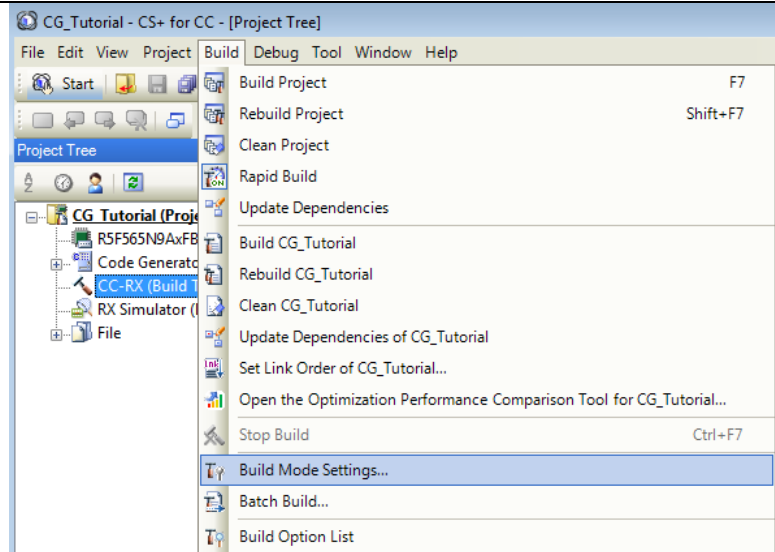 CG_Tutorial - CS+ for CC - [Project Tree]
File Edit View Project Build Debug Tool Window Help
Start
Build Project F7
Rebuild Project Shift+F7
Clean Project
Rapid Build
Update Dependencies
Build CG_Tutorial
Rebuild CG_Tutorial
Clean CG_Tutorial
Update Dependencies of CG_Tutorial
Set Link Order of CG_Tutorial...
Open the Optimization Performance Comparison Tool for CG_Tutorial...
Stop Build Ctrl+F7
Build Mode Settings...
Batch Build...
Build Option List
Project Tree
CG_Tutorial (Proje
R5F565N9AxFB
Code Generato
CC-RX (Build T
RX Simulator (
File